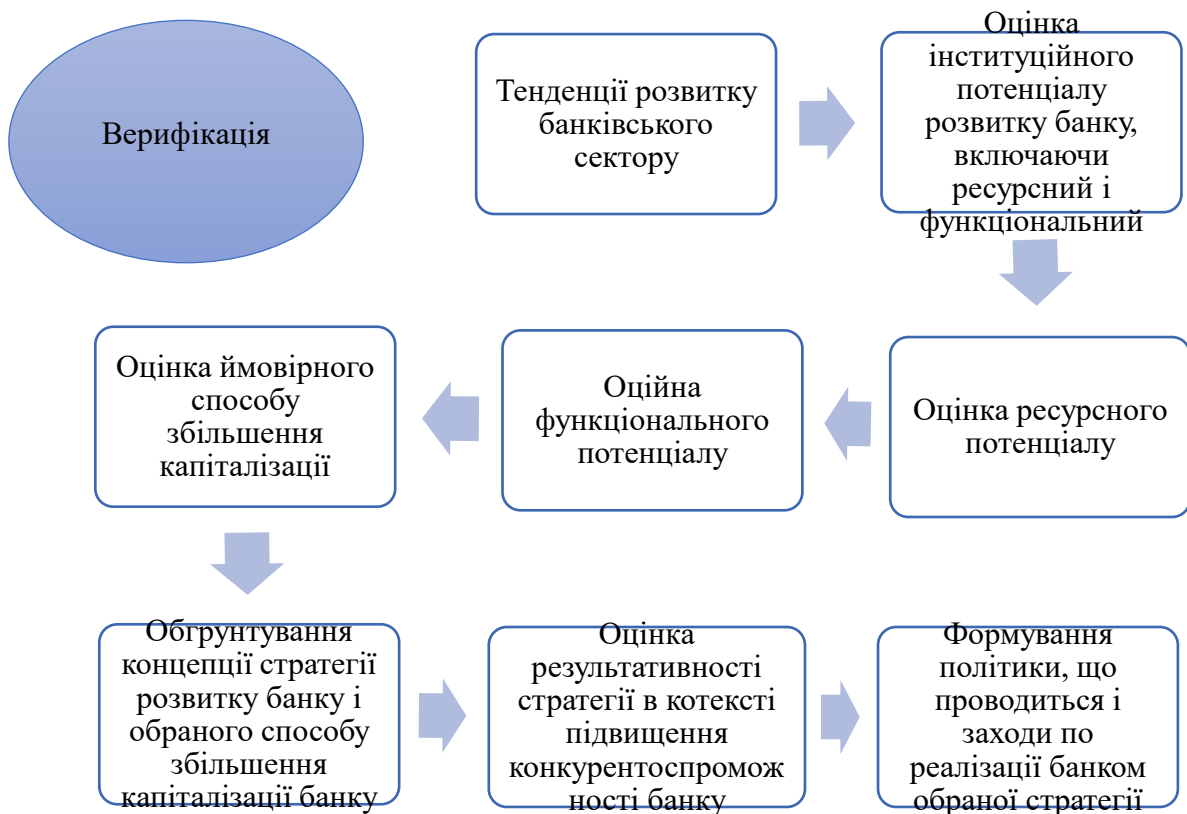 Верифікація
Тенденції розвитку
банківського
сектору
Оцінка
інституційного
потенціалу
розвитку банку,
включаючи
ресурсний і
функціональний
Оцінка ресурсного
потенціалу
Оційна
функціонального
потенціалу
Оцінка ймовірного
способу
збільшення
капіталізації
Обгрунтування
концепції стратегії
розвитку банку і
обраного способу
збільшення
капіталізації банку
Оцінка
результативності
стратегії в котексті
підвищення
конкурентоспромож
ності банку
Формування
політики, що
проводиться і
заходи по
реалізації банком
обраної стратегії